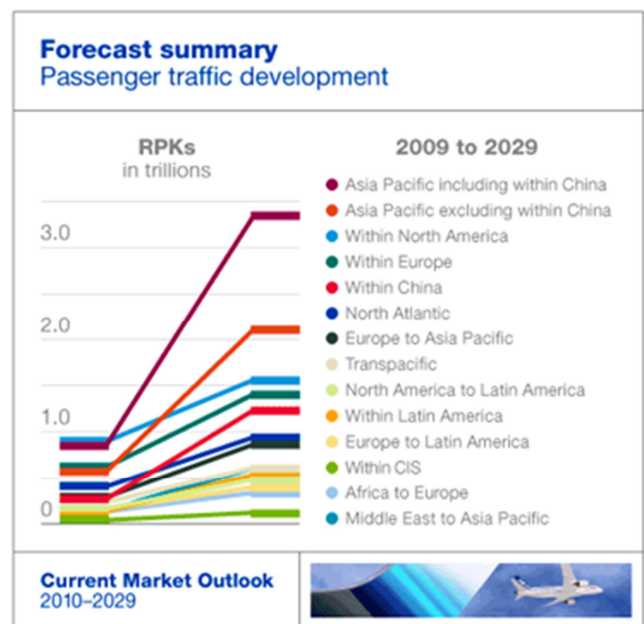 Forecast summary
Passenger traffic development
RPKs
in trillions
3.0
2.0
1.0
0
2009 to 2029
Asia Pacific including within China
Asia Pacific excluding within China
Within North America
Within Europe
Within China
North Atlantic
Europe to Asia Pacific
Transpacific
North America to Latin America
Within Latin America
Europe to Latin America
Within CIS
Africa to Europe
Middle East to Asia Pacific
Current Market Outlook
2010–2029